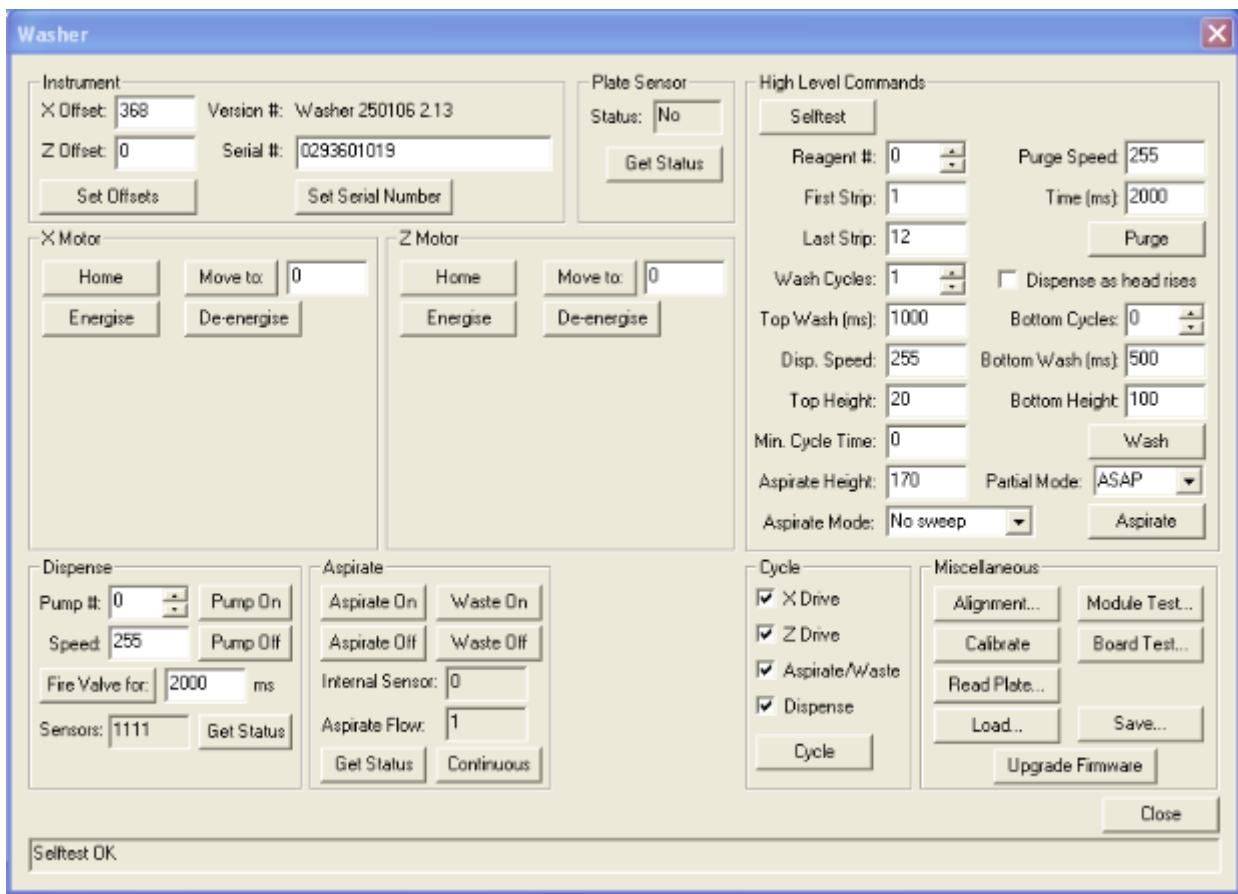 Washer
Instrument
X Offset: 368 Version #: Washer 250106 2.13
Z Offset: 0 Serial #: 0293601019
Set Offsets Set Serial Number
Plate Sensor
Status: No
Get Status
High Level Commands
Selftest
Reagent #: 0 Purge Speed: 255
First Strip: 1 Time (ms): 2000
Last Strip: 12 Purge
Wash Cycles: 1 Dispense as head rises
Top Wash (ms): 1000 Bottom Cycles: 0
Disp. Speed: 255 Bottom Wash (ms): 500
Top Height: 20 Bottom Height: 100
Min. Cycle Time: 0 Wash
Aspirate Height: 170 Partial Mode: ASAP
Aspirate Mode: No sweep Aspirate
X Motor
Home Move to: 0
Energise De-energise
Z Motor
Home Move to: 0
Energise De-energise
Dispense
Pump #: 0 Pump On
Speed: 255 Pump Off
Fire Valve for: 2000 ms
Sensors: 1111 Get Status
Aspirate
Aspirate On Waste On
Aspirate Off Waste Off
Internal Sensor: 0
Aspirate Flow: 1
Get Status Continuous
Cycle
X Drive
Z Drive
Aspirate/Waste
Dispense
Cycle
Miscellaneous
Alignment... Module Test...
Calibrate Board Test...
Read Plate...
Load... Save...
Upgrade Firmware
Close
Selftest OK